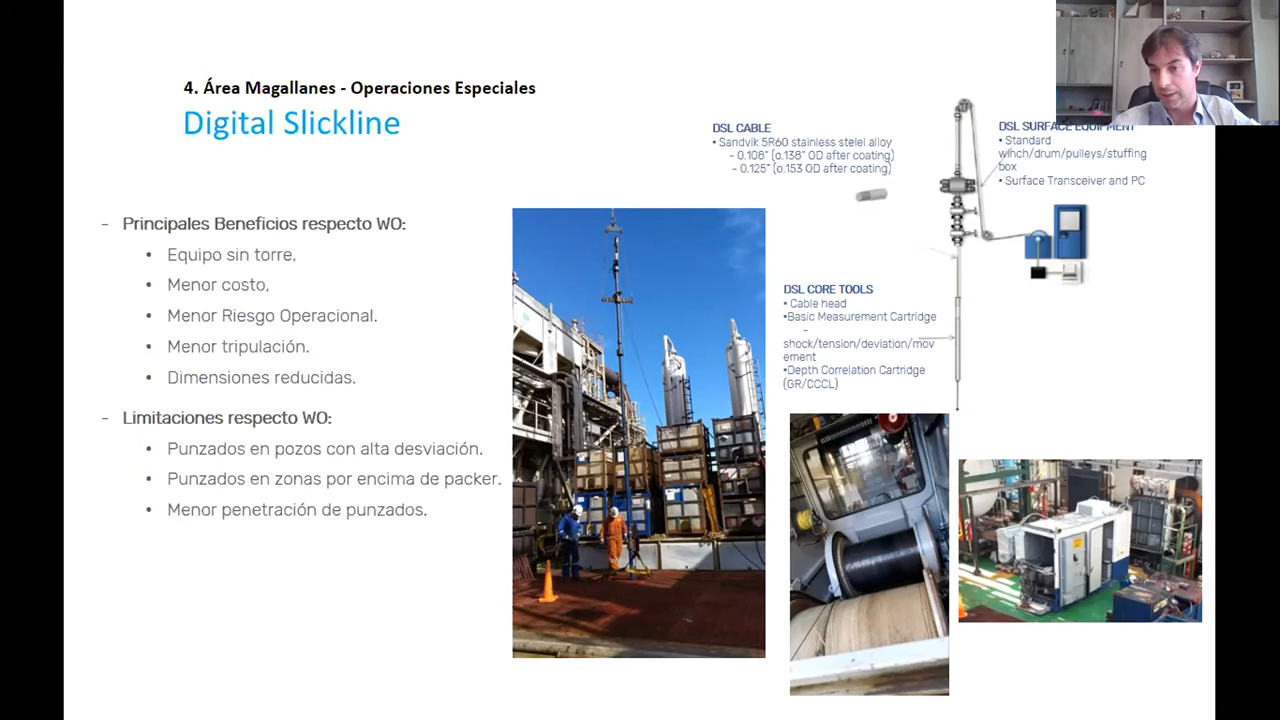 4. Área Magallanes - Operaciones Especiales
Digital Slickline
- Principales Beneficios respecto WO:
• Equipo sin torre,
• Menor costo,
• Menor Riesgo Operacional.
• Menor tripulación.
• Dimensiones reducidas.
- Limitaciones respecto WO:
• Punzados en pozos con alta desviación.
• Punzados en zonas por encima de packer.
• Menor penetración de punzados.
DSL CABLE
• Sandvik 5R60 stainless stelel alloy
- 0.108" (o.138" OD after coating)
- 0.125" (o.153 OD after coating)
DSL SURFACE EQUIPMENT
• Standard
winch/drum/pulleys/stuffing
box
• Surface Transceiver and PC
DSL CORE TOOLS
• Cable head
•Basic Measurement Cartridge
-
shock/tension/deviation/mov
ement
•Depth Correlation Cartridge
(GR/CCCL)